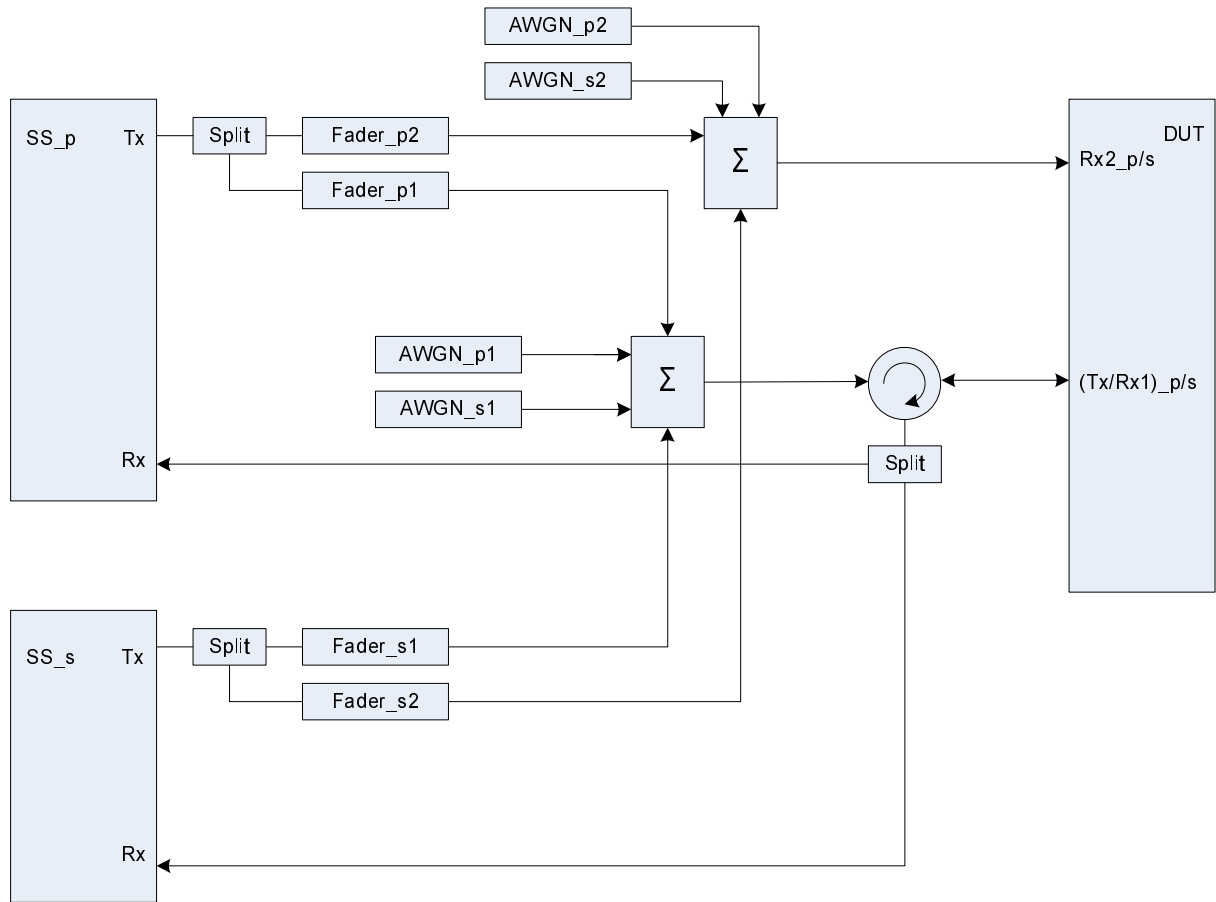 AWGN_p2
AWGN_s2
SS_p
Tx
Split
Fader_p2
Σ
DUT
Rx2_p/s
Fader_p1
AWGN_p1
Σ
(Tx/Rx1)_p/s
AWGN_s1
Rx
Split
SS_s
Tx
Split
Fader_s1
Fader_s2
Rx